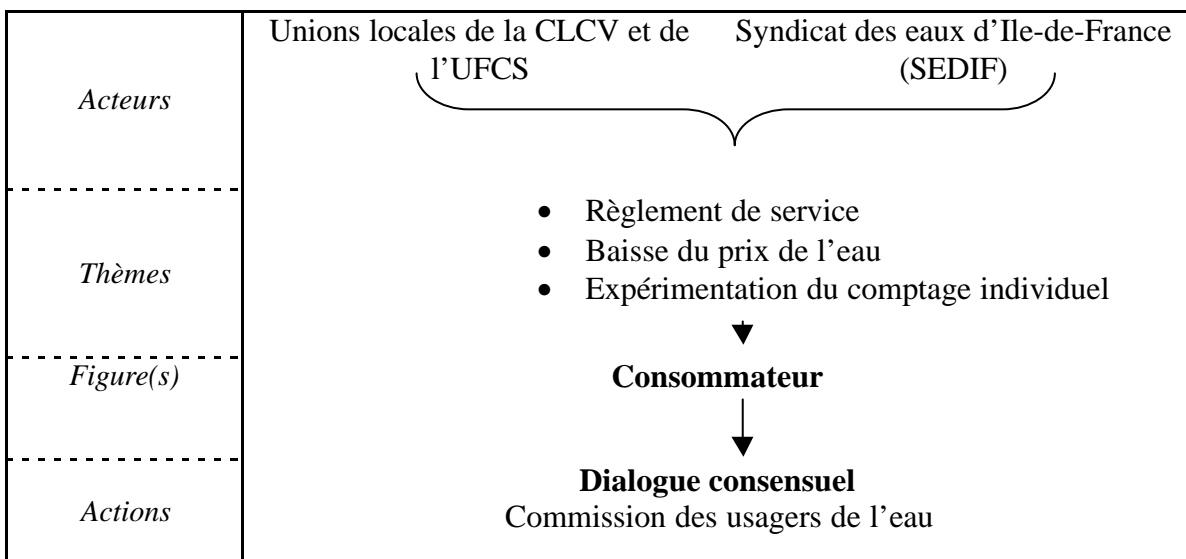 Unions locales de la CLCV et de l’UFCS
Syndicat des eaux d’Ile-de-France (SEDIF)
Acteurs
Thèmes
• Règlement de service
• Baisse du prix de l’eau
• Expérimentation du comptage individuel
Figure(s)
Consommateur
Actions
Dialogue consensuel
Commission des usagers de l’eau